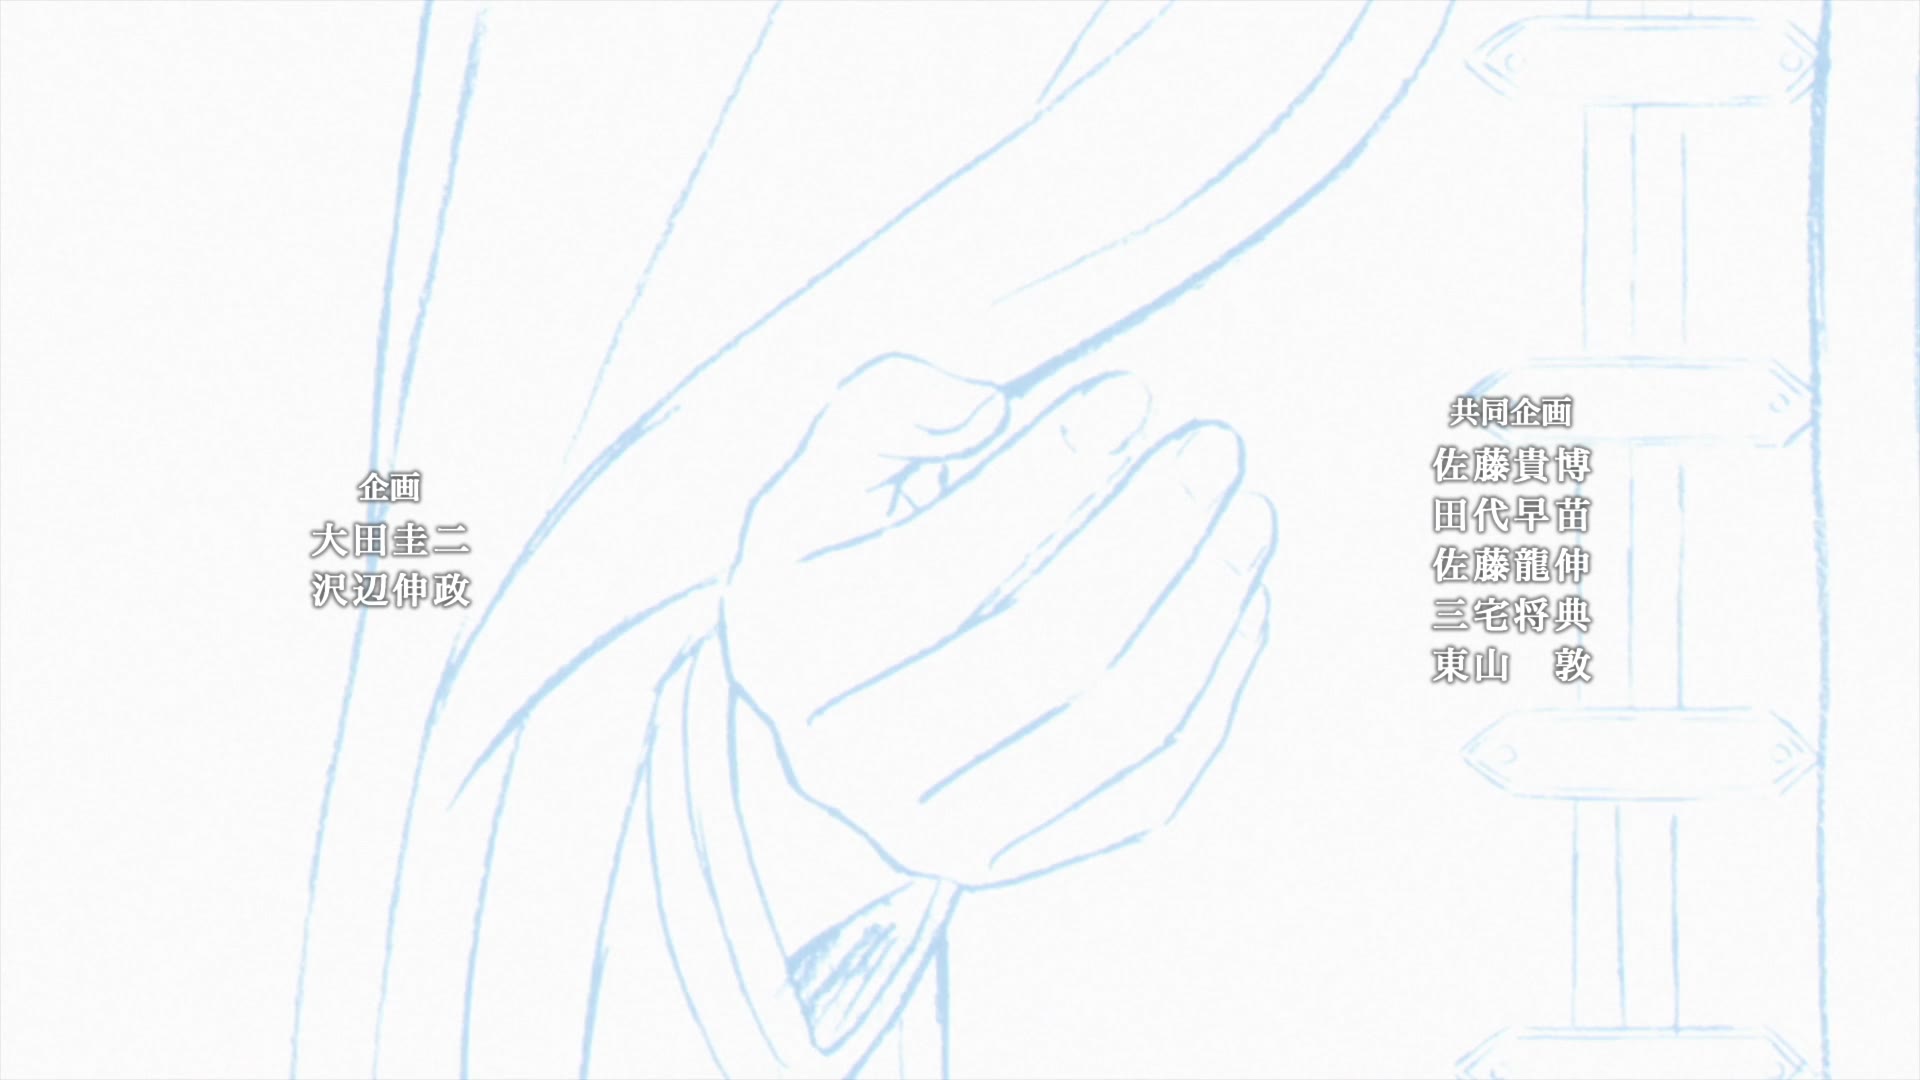 企画
大田圭二
沢辺伸政
共同企画
佐藤貴博
田代早苗
佐藤龍伸
三宅将典
東山　敦